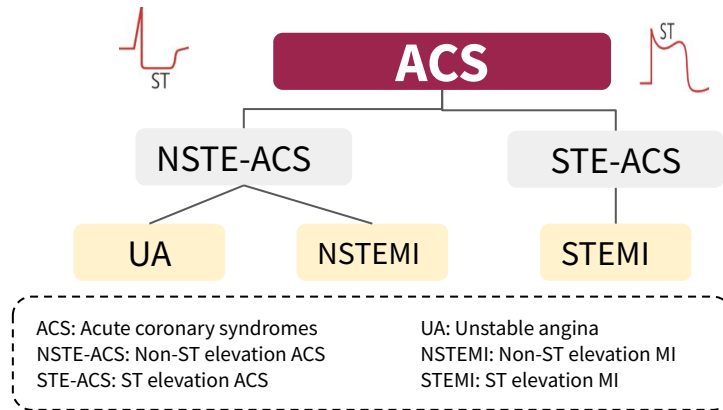 ST
ACS
ST
NSTE-ACS
STE-ACS
UA
NSTEMI
STEMI
ACS: Acute coronary syndromes
NSTE-ACS: Non-ST elevation ACS
STE-ACS: ST elevation ACS
UA: Unstable angina
NSTEMI: Non-ST elevation MI
STEMI: ST elevation MI